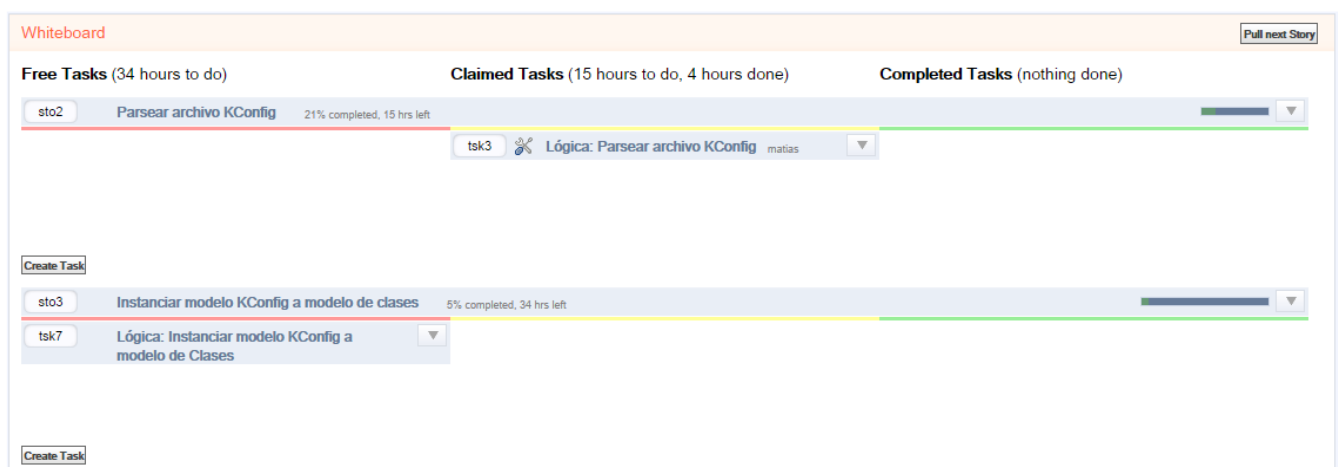 Whiteboard
Pull next Story
Free Tasks (34 hours to do)
Claimed Tasks (15 hours to do, 4 hours done)
Completed Tasks (nothing done)
sto2
Parsear archivo KConfig
21% completed, 15 hrs left
tsk3
Lógica: Parsear archivo KConfig
matias
Create Task
sto3
Instanciar modelo KConfig a modelo de clases
5% completed, 34 hrs left
tsk7
Lógica: Instanciar modelo KConfig a
modelo de Clases
Create Task